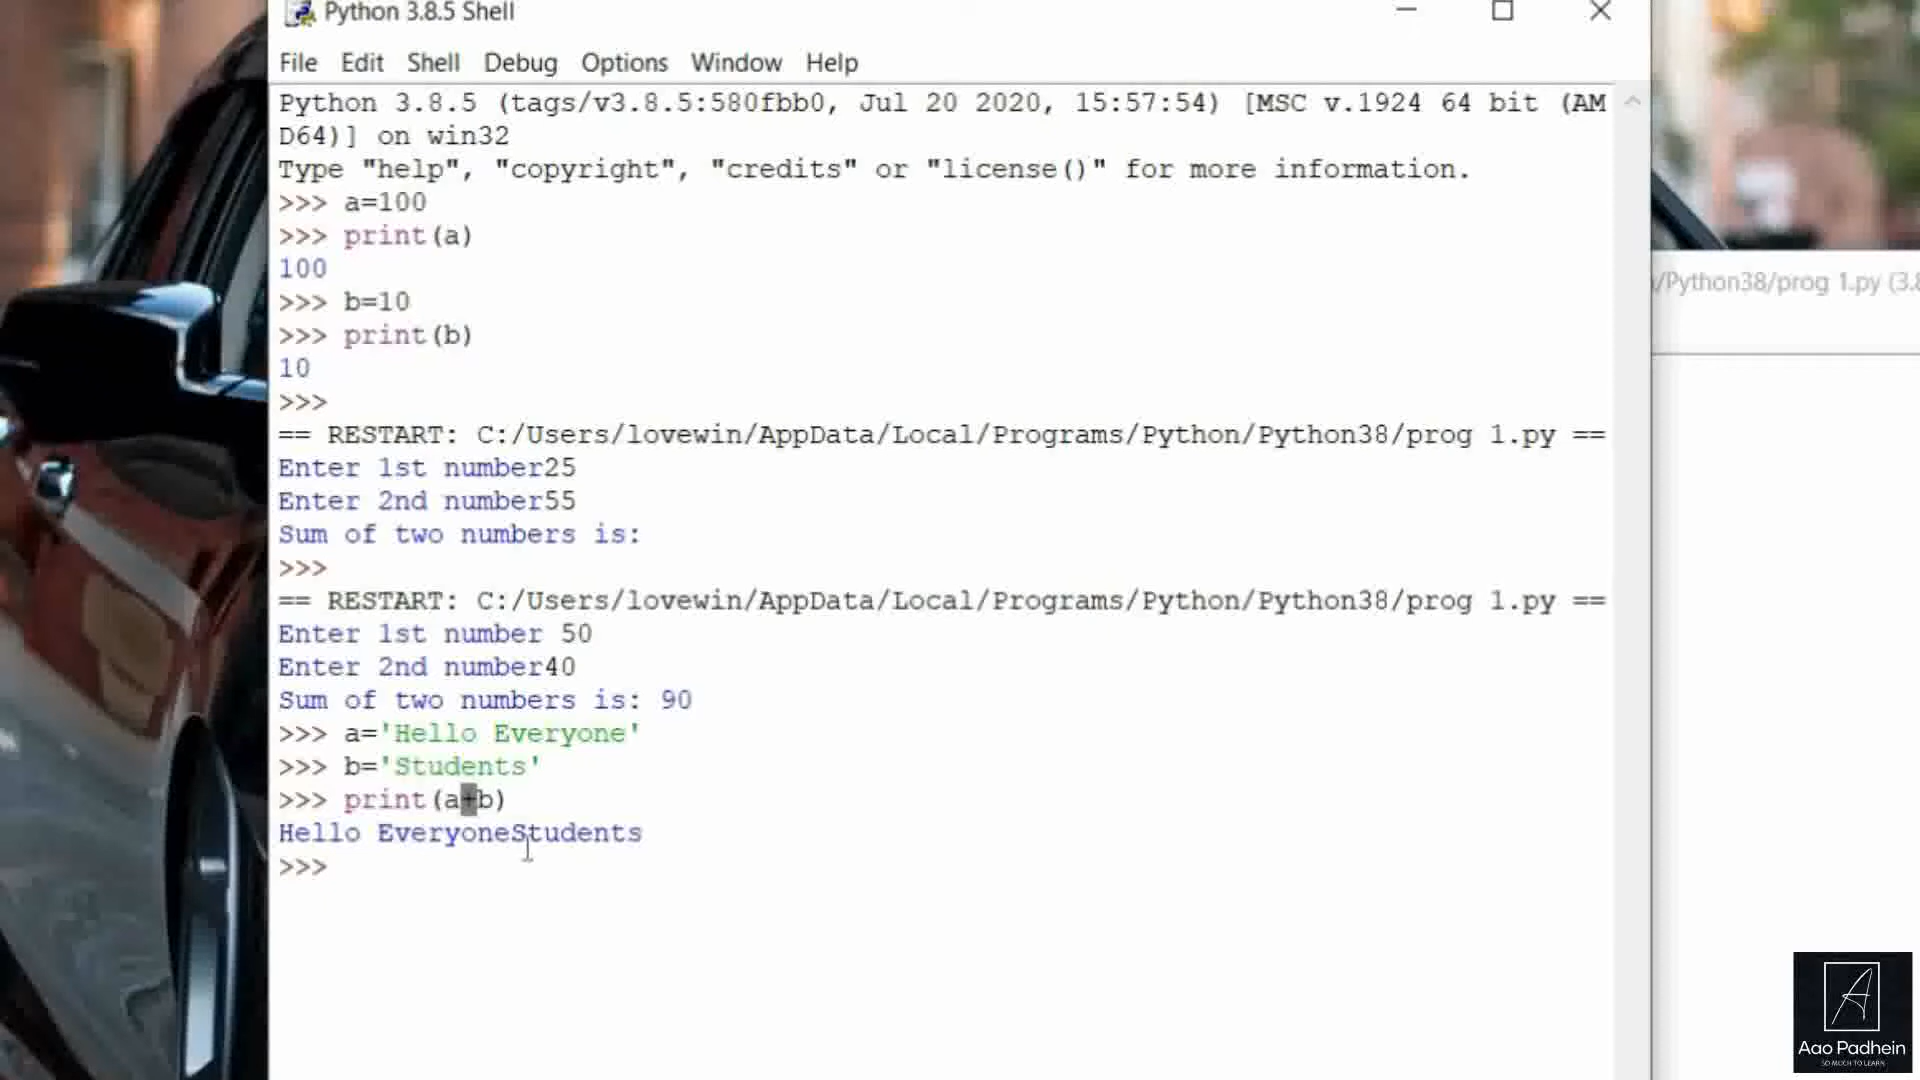 Python 3.8.5 Shell
File Edit Shell Debug Options Window Help
Python 3.8.5 (tags/v3.8.5:580fbb0, Jul 20 2020, 15:57:54) [MSC v.1924 64 bit (AM
D64)] on win32
Type "help", "copyright", "credits" or "license()" for more information.
>>> a=100
>>> print(a)
100
>>> b=10
>>> print(b)
10
>>>
== RESTART: C:/Users/lovewin/AppData/Local/Programs/Python/Python38/prog 1.py ==
Enter 1st number25
Enter 2nd number55
Sum of two numbers is:
>>>
== RESTART: C:/Users/lovewin/AppData/Local/Programs/Python/Python38/prog 1.py ==
Enter 1st number 50
Enter 2nd number40
Sum of two numbers is: 90
>>> a='Hello Everyone'
>>> b='Students'
>>> print(a+b)
Hello EveryoneStudents
>>>
/Python38/prog 1.py (3.8
A
Aao Padhein
SO MUCH TO LEARN